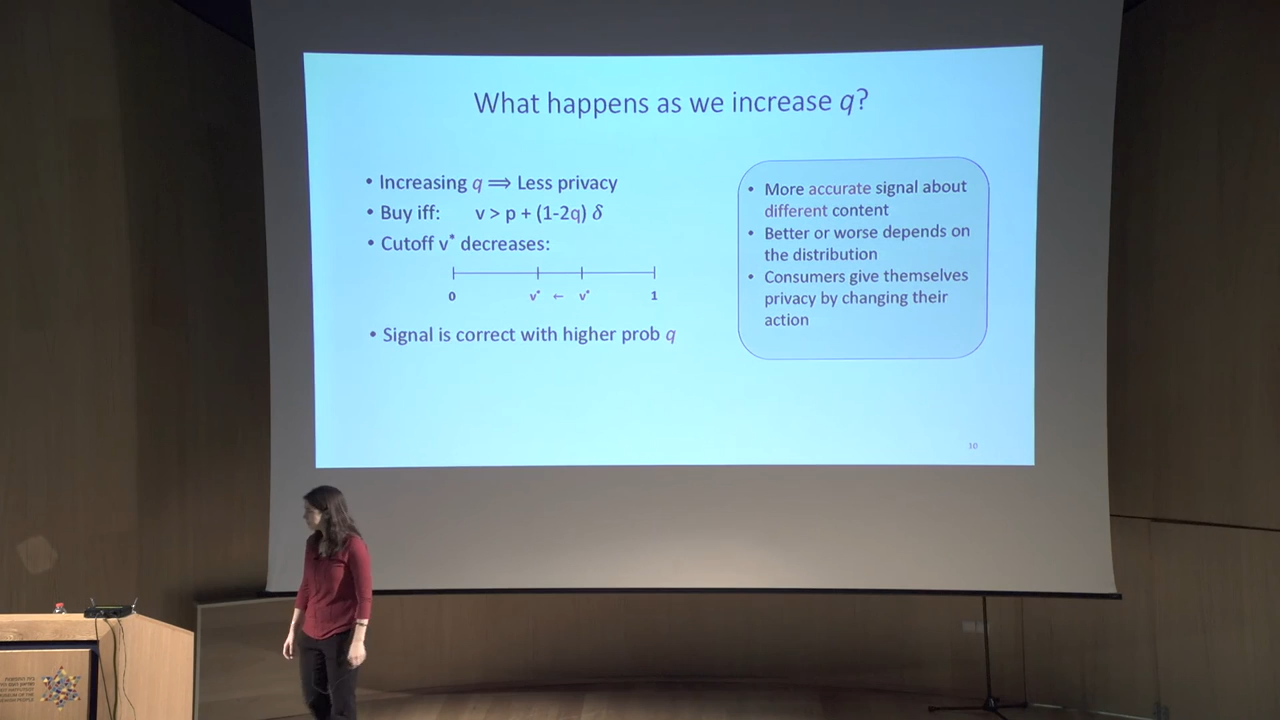 What happens as we increase q?
• Increasing q ⟹ Less privacy
• Buy iff: v > p + (1-2q) δ
• Cutoff v* decreases:
0 v* ← v* 1
• Signal is correct with higher prob q
• More accurate signal about
different content
• Better or worse depends on
the distribution
• Consumers give themselves
privacy by changing their
action
10